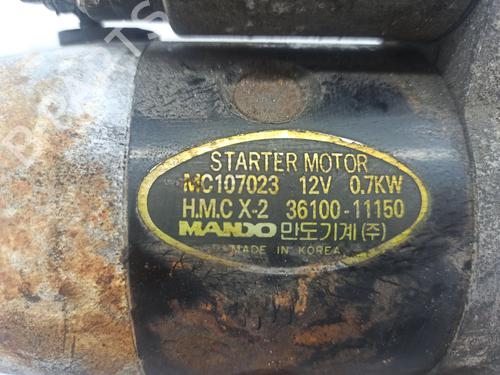 STARTER MOTOR
MC107023 12V 0.7KW
H.M.C X-2 36100-11150
MANDO 만도기계(주)
MADE IN KOREA